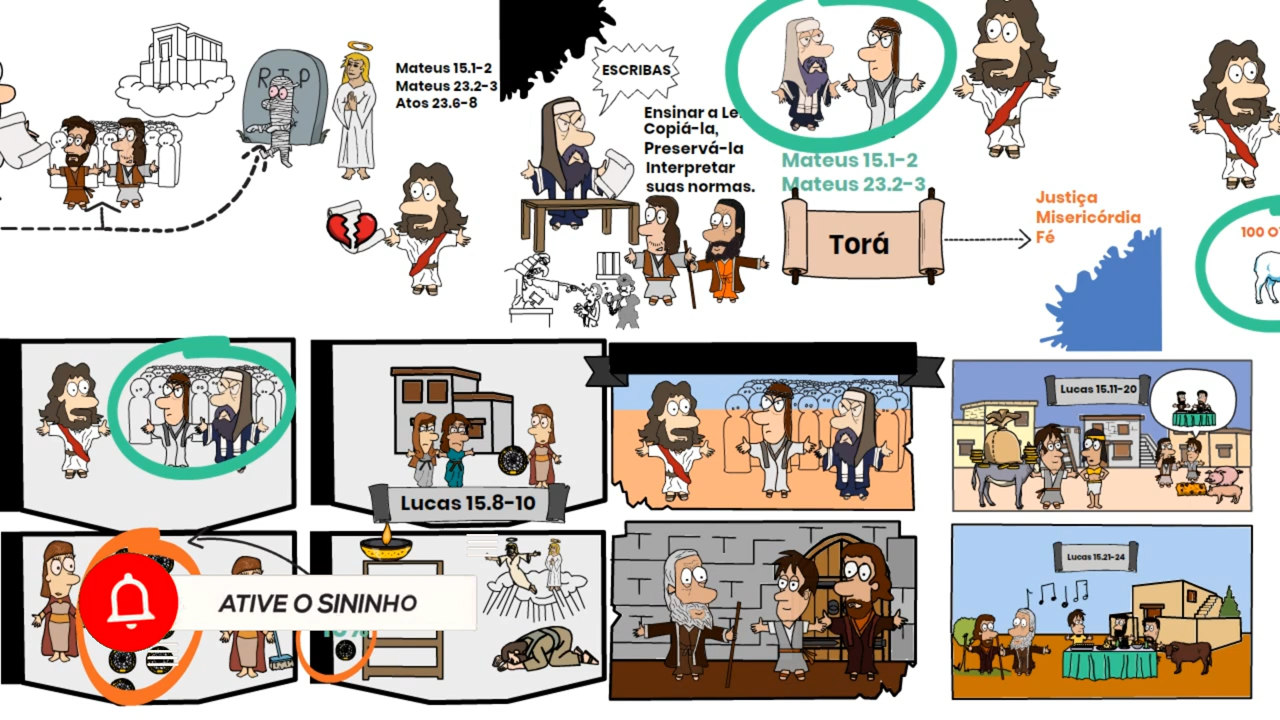 RIP
Mateus 15.1-2
Mateus 23.2-3
Atos 23.6-8
ESCRIBAS
Ensinar a Le
Copiá-la,
Preservá-la
Interpretar
suas normas.
Mateus 15.1-2
Mateus 23.2-3
Torá
Justiça
Misericórdia
Fé
100
Lucas 15.8-10
Lucas 15.11-20
Lucas 15.21-24
ATIVE O SININHO